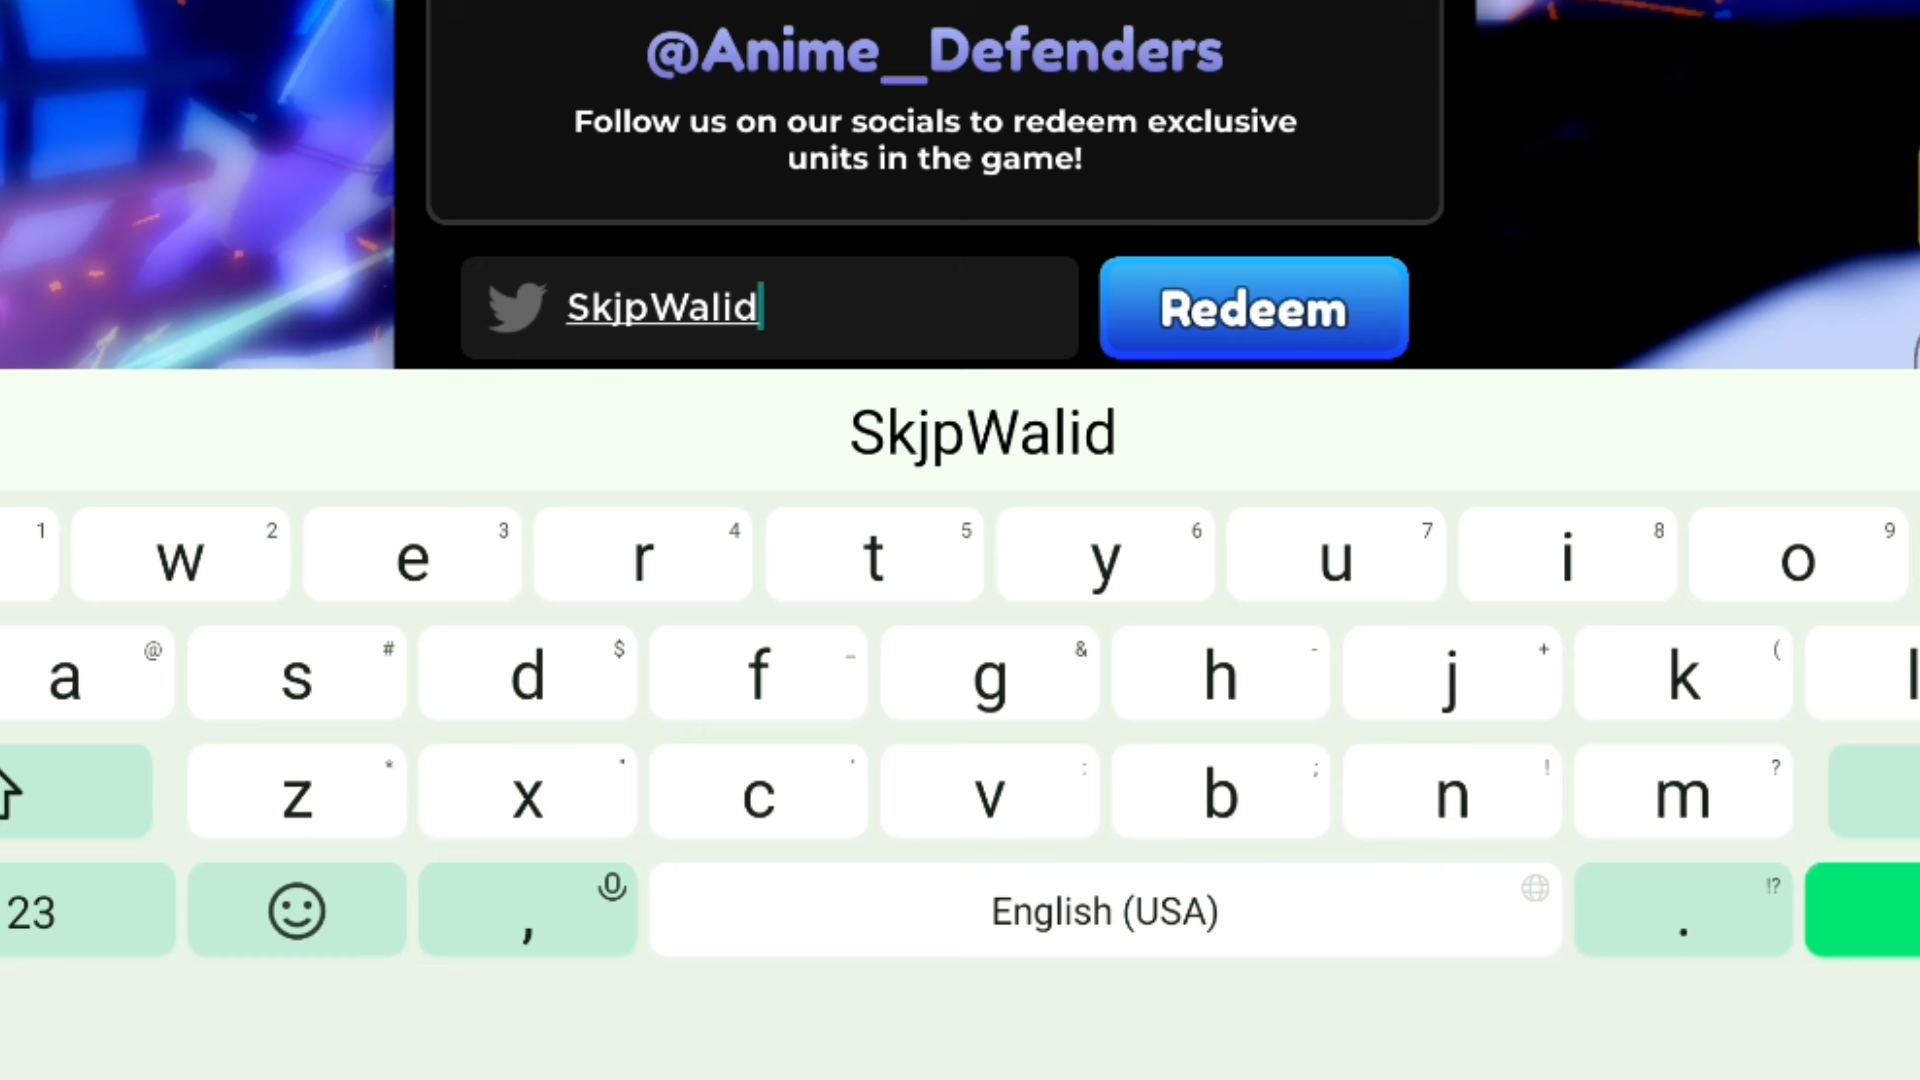 @Anime__Defenders
Follow us on our socials to redeem exclusive
units in the game!
SkjpWalid
Redeem
SkjpWalid
1 w 2 e 3 r 4 t 5 y 6 u 7 i 8 o 9
a @ s # d $ f _ g & h - j + k ( l
z * x " c ' v : b ; n ! m ?
23 , English (USA) . !?